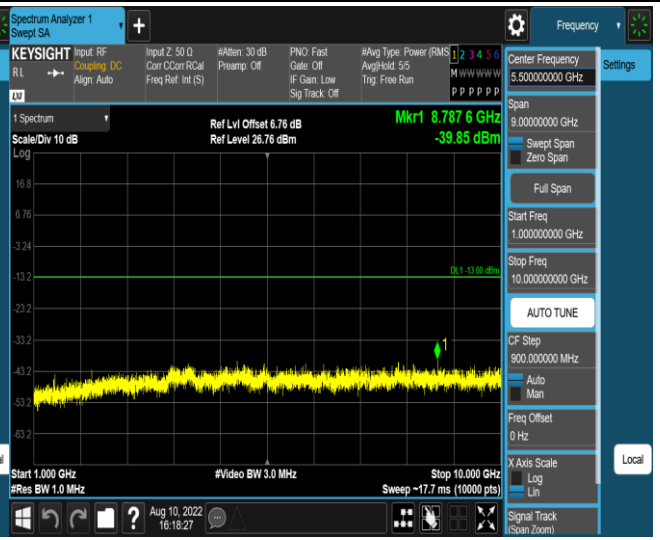 Spectrum Analyzer 1
Swept SA
+
Frequency
KEYSIGHT
RL
LXI
Input: RF
Coupling: DC
Align: Auto
Input Z: 50 Ω
Corr CCorr RCal
Freq Ref: Int (S)
#Atten: 30 dB
Preamp: Off
PNO: Fast
Gate: Off
IF Gain: Low
Sig Track: Off
#Avg Type: Power (RMS
Avg|Hold: 5/5
Trig: Free Run
1 2 3 4 5 6
M W W W W W
P P P P P P
Center Frequency
5.500000000 GHz
Settings
Span
9.00000000 GHz
Swept Span
Zero Span
Full Span
Start Freq
1.000000000 GHz
Stop Freq
10.000000000 GHz
AUTO TUNE
CF Step
900.000000 MHz
Auto
Man
Freq Offset
0 Hz
X Axis Scale
Log
Lin
Signal Track
(Span Zoom)
Local
1 Spectrum
Scale/Div 10 dB
Log
Ref Lvl Offset 6.76 dB
Ref Level 26.76 dBm
Mkr1 8.787 6 GHz
-39.85 dBm
16.8
6.76
-3.24
-13.2
-23.2
-33.2
-43.2
-53.2
-63.2
DL1 -13.00 dBm
1
Start 1.000 GHz
#Res BW 1.0 MHz
#Video BW 3.0 MHz
Stop 10.000 GHz
Sweep ~17.7 ms (10000 pts)
?
Aug 10, 2022
16:18:27